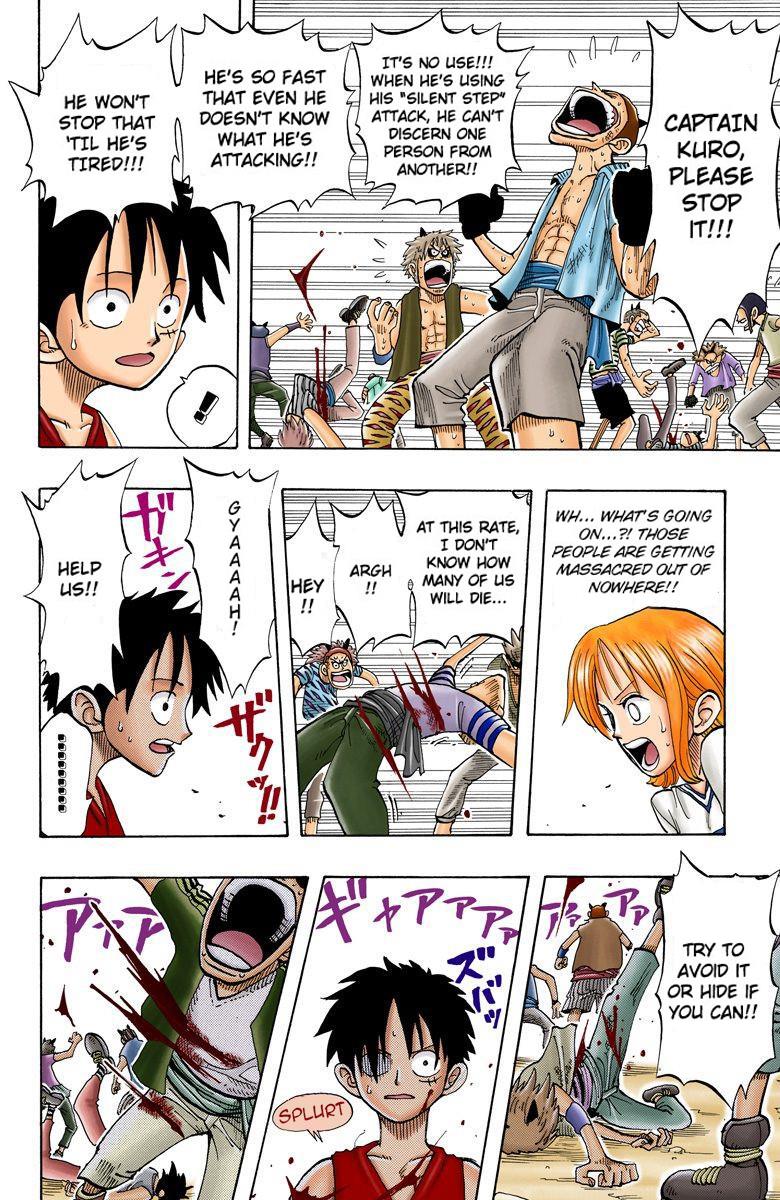 CAPTAIN
KURO,
PLEASE
STOP
IT!!!
IT'S NO USE!!!
WHEN HE'S USING
HIS "SILENT STEP"
ATTACK, HE CAN'T
DISCERN ONE
PERSON FROM
ANOTHER!!
HE'S SO FAST
THAT EVEN HE
DOESN'T KNOW
WHAT HE'S
ATTACKING!!
HE WON'T
STOP THAT
'TIL HE'S
TIRED!!!
!
WH... WHAT'S GOING
ON...?! THOSE
PEOPLE ARE GETTING
MASSACRED OUT OF
NOWHERE!!
AT THIS RATE,
I DON'T
KNOW HOW
MANY OF US
WILL DIE...
ARGH
!!
HEY
!!
GYAAAAH!
ガキン
HELP
US!!
ザクッ!!
TRY TO
AVOID IT
OR HIDE IF
YOU CAN!!
アァアァ
ギャアァアァ
ズバッ
SPLURT
アァァア